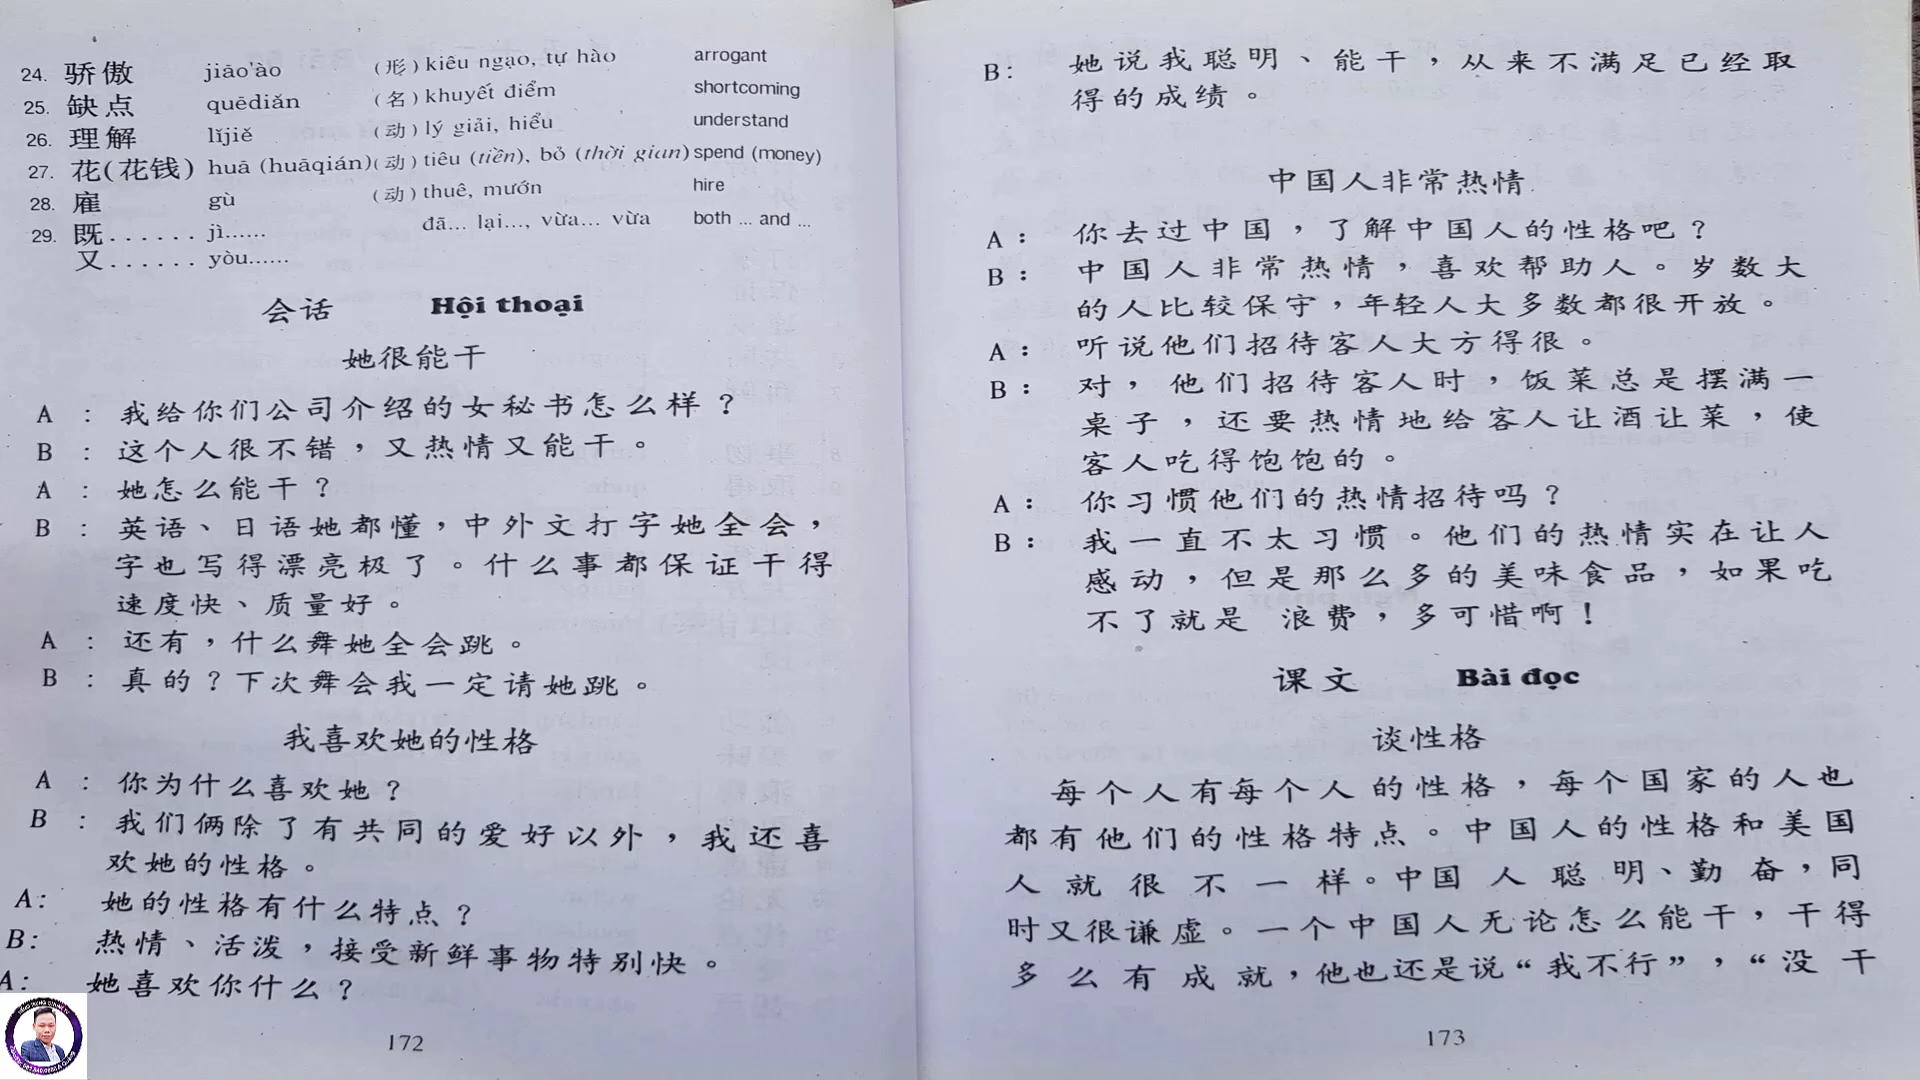 24. 骄傲 jiāo'ào (形) kiêu ngạo, tự hào arrogant
25. 缺点 quēdiǎn (名) khuyết điểm shortcoming
26. 理解 lǐjiě (动) lý giải, hiểu understand
27. 花(花钱) huā (huāqián) (动) tiêu (tiền), bỏ (thời gian) spend (money)
28. 雇 gù (动) thuê, mướn hire
29. 既...... jì...... đã... lại..., vừa... vừa both ... and ...
又...... yòu......
会话 Hội thoại
她很能干
A : 我给你们公司介绍的女秘书怎么样？
B : 这个人很不错，又热情又能干。
A : 她怎么能干？
B : 英语、日语她都懂，中外文打字她全会，
字也写得漂亮极了。什么事都保证干得
速度快、质量好。
A : 还有，什么舞她全会跳。
B : 真的？下次舞会我一定请她跳。
我喜欢她的性格
A : 你为什么喜欢她？
B : 我们俩除了有共同的爱好以外，我还喜
欢她的性格。
A: 她的性格有什么特点？
B: 热情、活泼，接受新鲜事物特别快。
A: 她喜欢你什么？
172
B: 她说我聪明、能干，从来不满足已经取
得的成绩。
中国人非常热情
A : 你去过中国，了解中国人的性格吧？
B : 中国人非常热情，喜欢帮助人。岁数大
的人比较保守，年轻人大多数都很开放。
A : 听说他们招待客人大方得很。
B : 对，他们招待客人时，饭菜总是摆满一
桌子，还要热情地给客人让酒让菜，使
客人吃得饱饱的。
A : 你习惯他们的热情招待吗？
B : 我一直不太习惯。他们的热情实在让人
感动，但是那么多的美味食品，如果吃
不了就是 浪费，多可惜啊！
课文 Bài đọc
谈性格
每个人有每个人的性格，每个国家的人也
都有他们的性格特点。中国人的性格和美国
人就很不一样。中国人聪明、勤奋，同
时又很谦虚。一个中国人无论怎么能干，干得
多么有成就，他也还是说“我不行”，“没干
173